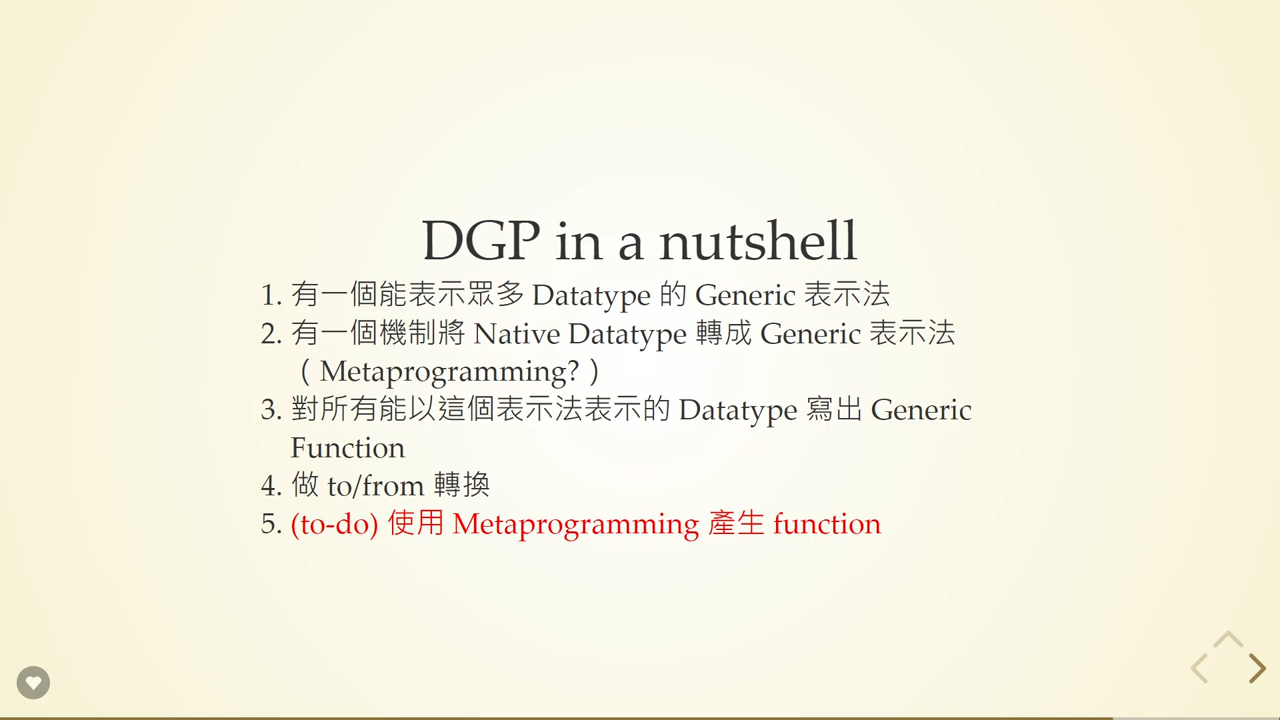 DGP in a nutshell
1. 有一個能表示眾多 Datatype 的 Generic 表示法
2. 有一個機制將 Native Datatype 轉成 Generic 表示法
（Metaprogramming?）
3. 對所有能以這個表示法表示的 Datatype 寫出 Generic
Function
4. 做 to/from 轉換
5. (to-do) 使用 Metaprogramming 產生 function